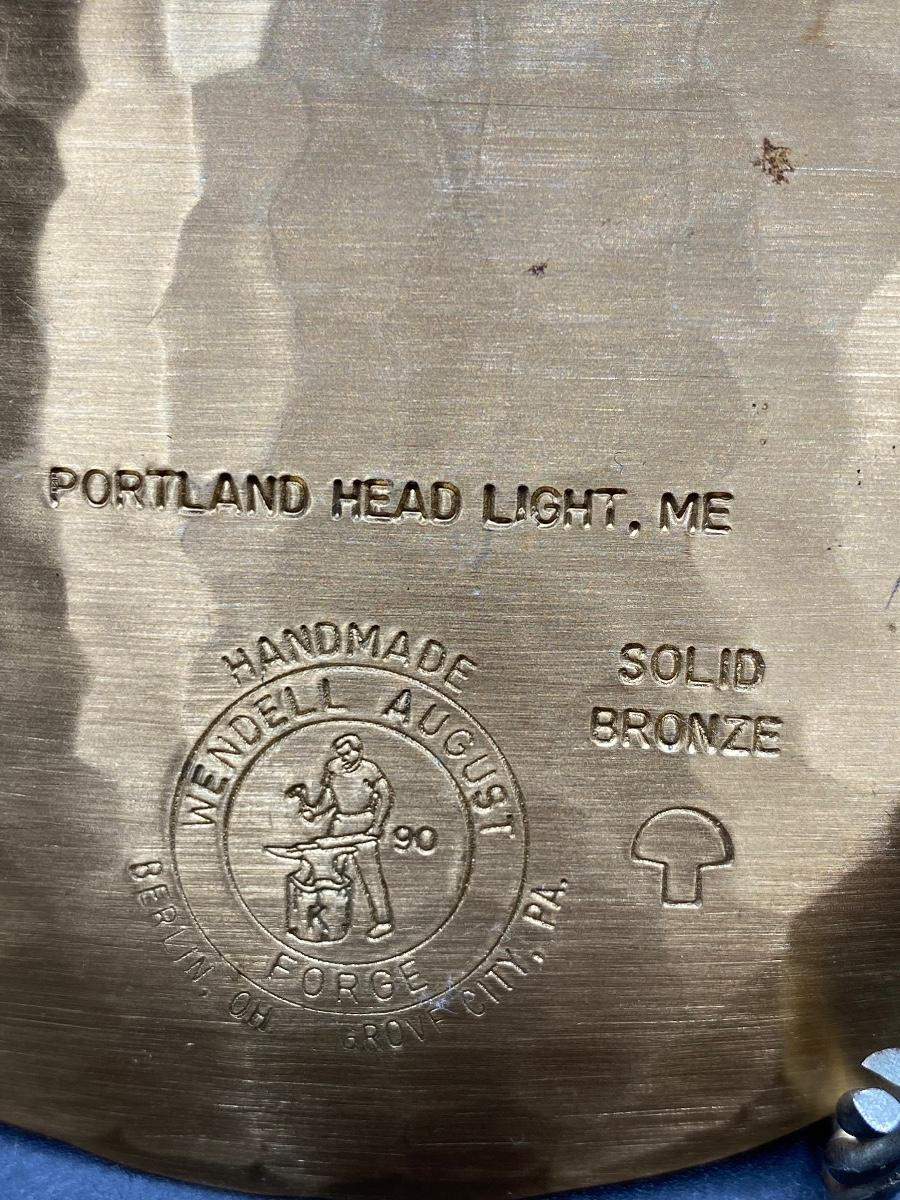 PORTLAND HEAD LIGHT, ME
HANDMADE
WENDELL AUGUST
FORGE
90
K
BERLIN, OH
GROVE CITY, PA.
SOLID
BRONZE